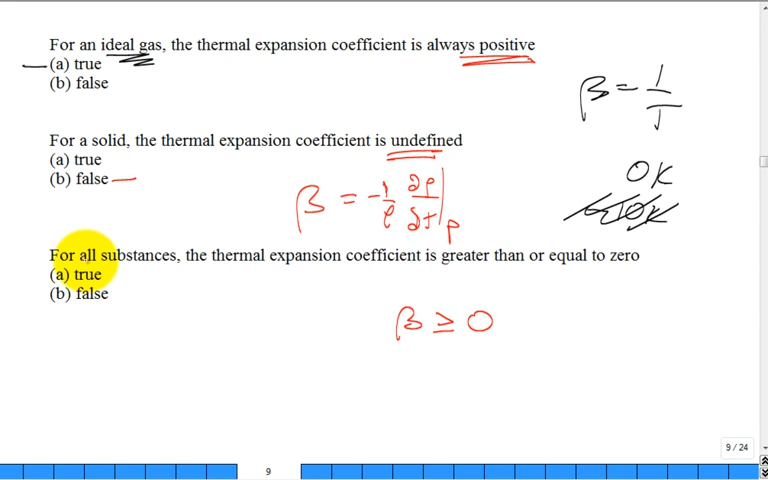 For an ideal gas, the thermal expansion coefficient is always positive
(a) true
(b) false
β = 1/T
For a solid, the thermal expansion coefficient is undefined
(a) true
(b) false
0K
β = -1/ρ ∂ρ/∂T|p
For all substances, the thermal expansion coefficient is greater than or equal to zero
(a) true
(b) false
β ≥ 0
9 / 24
9